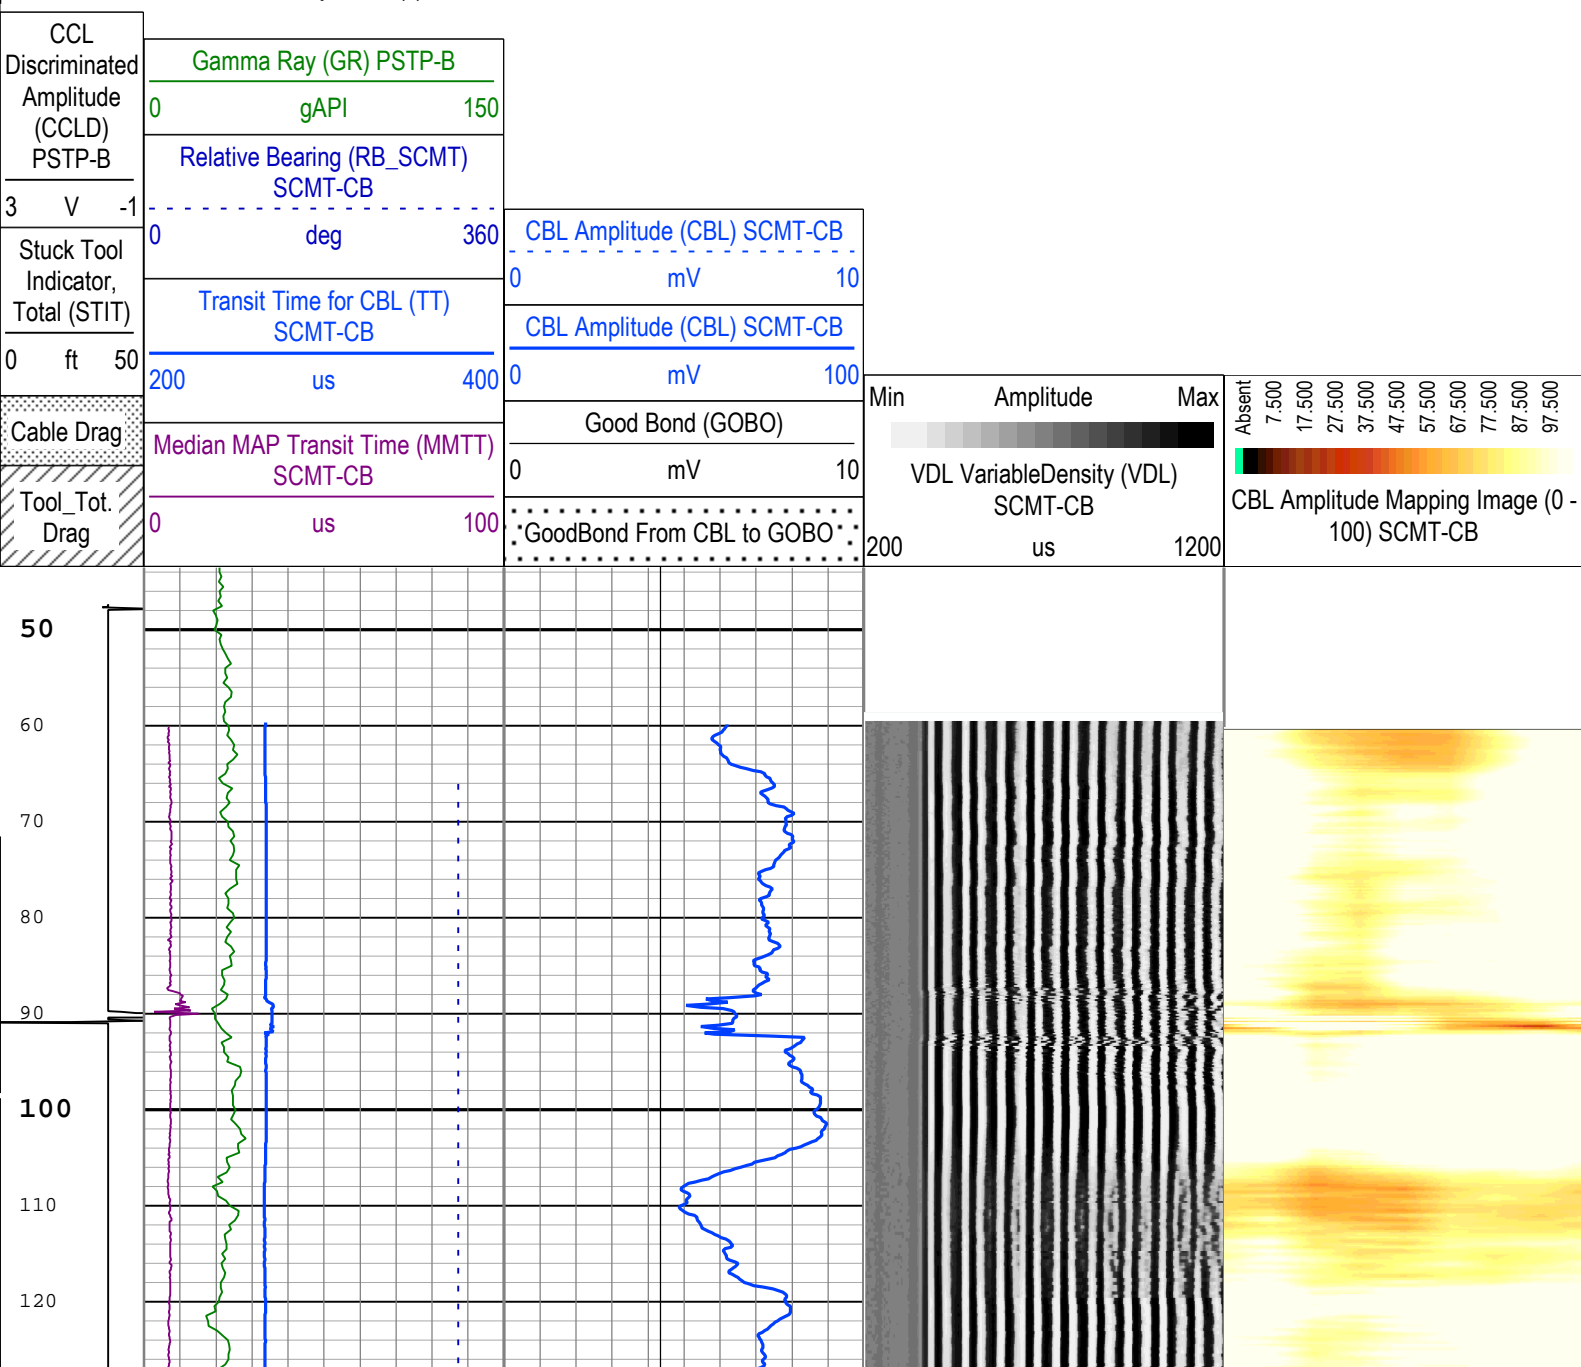 CCL
Discriminated
Amplitude
(CCLD)
PSTP-B
3 V -1
Stuck Tool
Indicator,
Total (STIT)
0 ft 50
Cable Drag
Tool_Tot.
Drag
Gamma Ray (GR) PSTP-B
0 gAPI 150
Relative Bearing (RB_SCMT)
SCMT-CB
0 deg 360
Transit Time for CBL (TT)
SCMT-CB
200 us 400
Median MAP Transit Time (MMTT)
SCMT-CB
0 us 100
CBL Amplitude (CBL) SCMT-CB
0 mV 10
CBL Amplitude (CBL) SCMT-CB
0 mV 100
Good Bond (GOBO)
0 mV 10
GoodBond From CBL to GOBO
Min Amplitude Max
VDL VariableDensity (VDL)
SCMT-CB
200 us 1200
Absent
7.500
17.500
27.500
37.500
47.500
57.500
67.500
77.500
87.500
97.500
CBL Amplitude Mapping Image (0 -
100) SCMT-CB
50
60
70
80
90
100
110
120